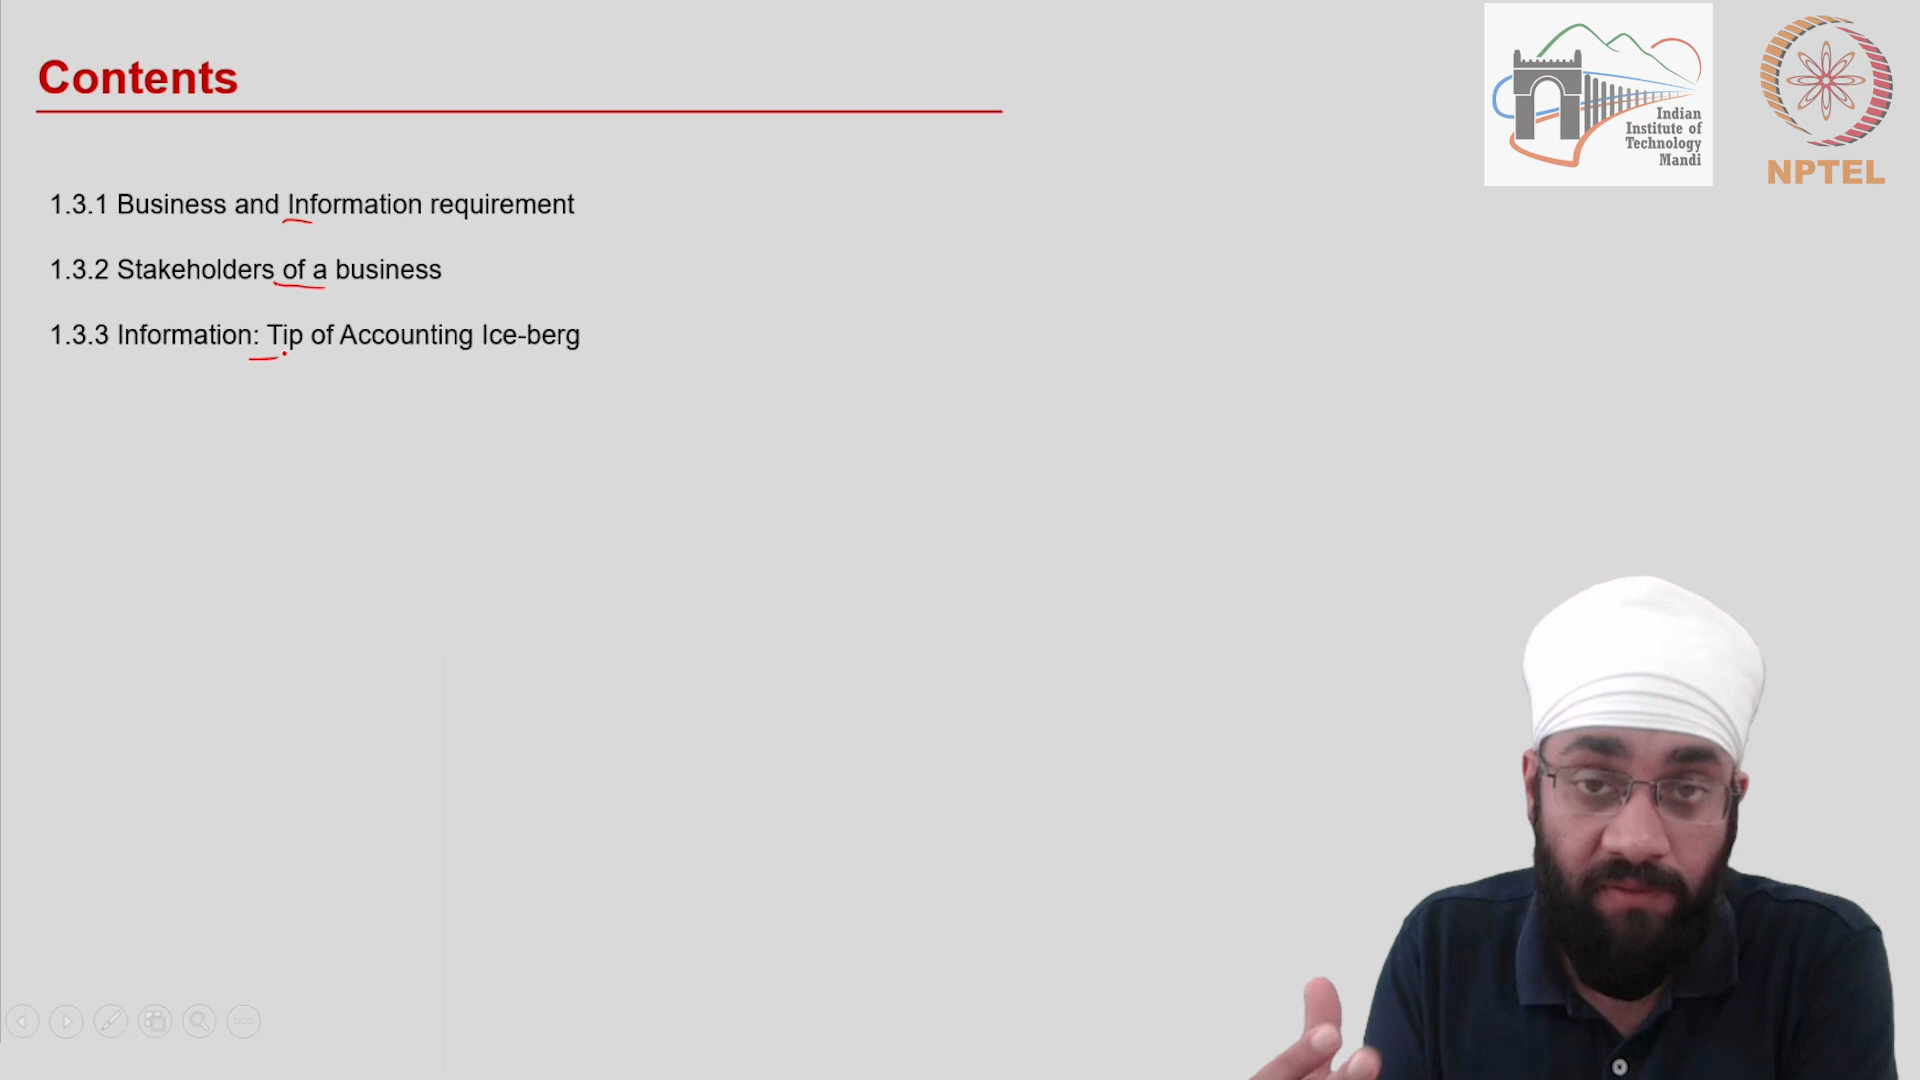 Contents
1.3.1 Business and Information requirement
1.3.2 Stakeholders of a business
1.3.3 Information: Tip of Accounting Ice-berg
Indian
Institute of
Technology
Mandi
NPTEL